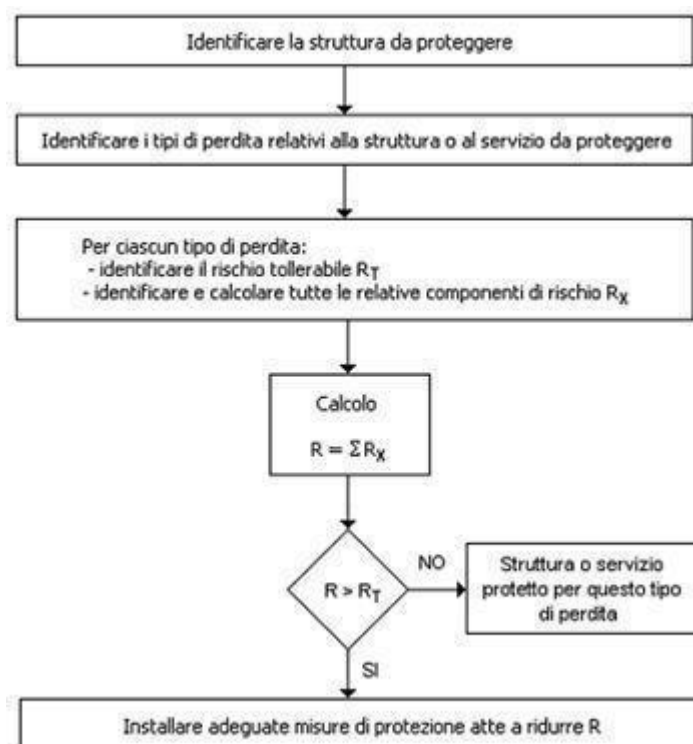 Identificare la struttura da proteggere
Identificare i tipi di perdita relativi alla struttura o al servizio da proteggere
Per ciascun tipo di perdita:
- identificare il rischio tollerabile RT
- identificare e calcolare tutte le relative componenti di rischio RX
Calcolo
R = ΣRX
R > RT
NO
Struttura o servizio
protetto per questo tipo
di perdita
SI
Installare adeguate misure di protezione atte a ridurre R